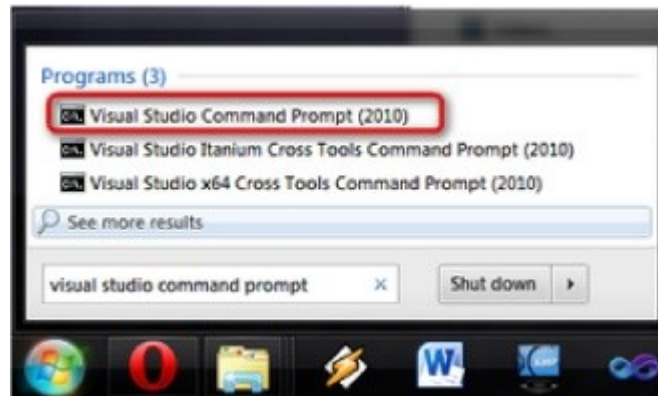 Programs (3)
Visual Studio Command Prompt (2010)
Visual Studio Itanium Cross Tools Command Prompt (2010)
Visual Studio x64 Cross Tools Command Prompt (2010)
See more results
visual studio command prompt
Shut down